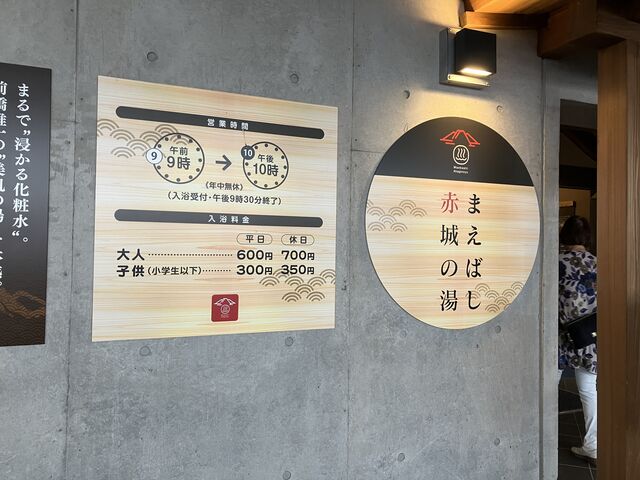 まるで"浸かる化粧水"
営業時間
9
午前
9時
→
10
午後
10時
《年中無休》
(入浴受付・午後9時30分終了)
入浴料金
平日 休日
大人 600円 700円
子供(小学生以下) 300円 350円
まえばし
赤城の湯